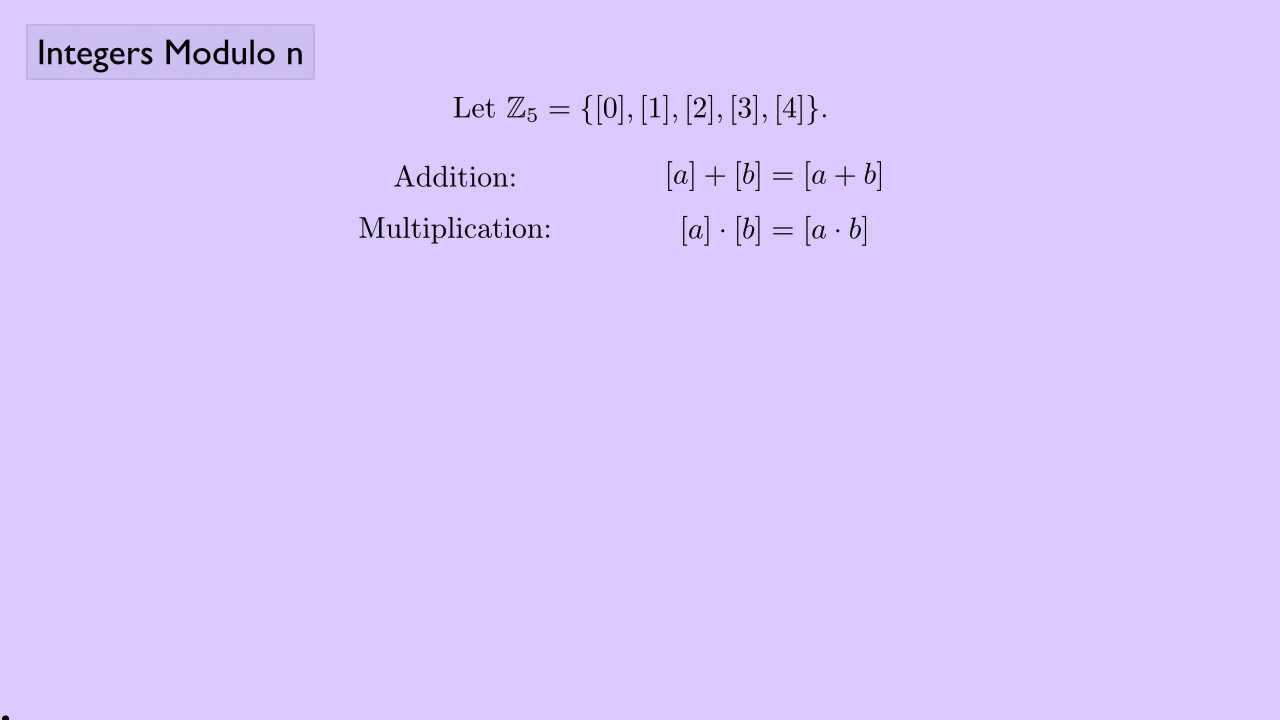 Integers Modulo n
Let ℤ₅ = {[0], [1], [2], [3], [4]}.
Addition: [a] + [b] = [a + b]
Multiplication: [a] · [b] = [a · b]